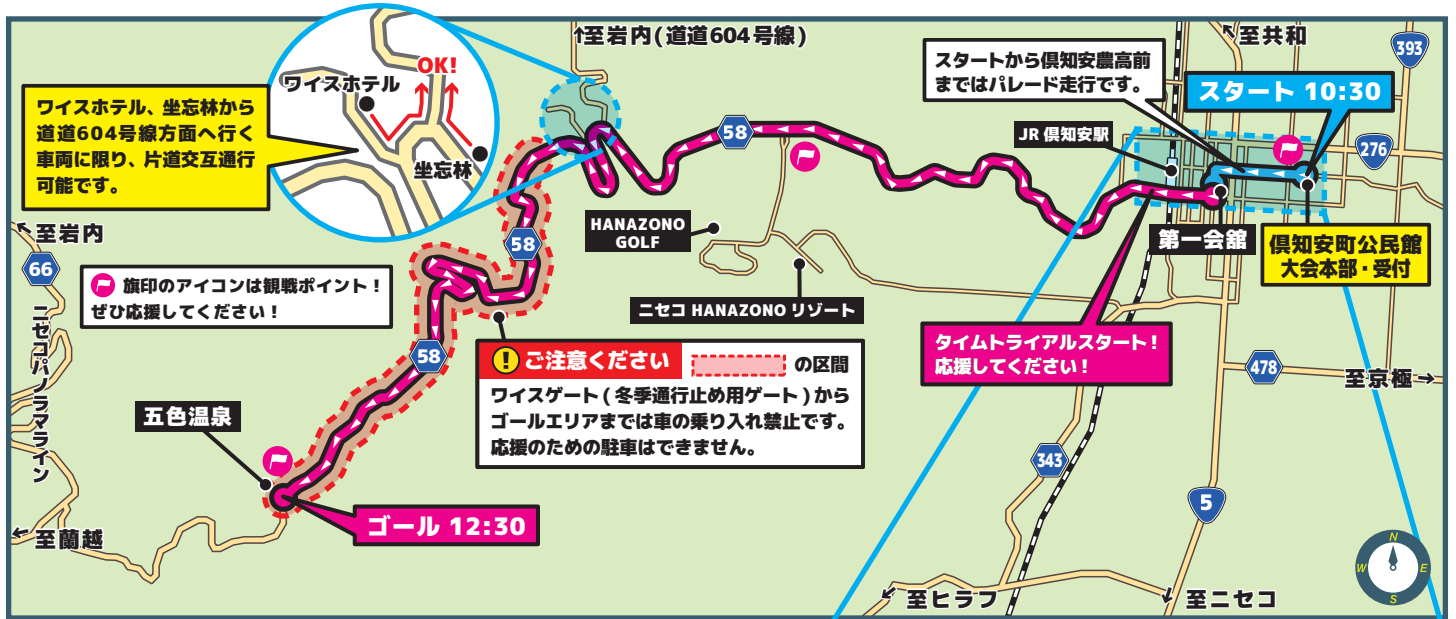 ↑至岩内(道道604号線)
↖至共和
393
ワイスホテル
OK!
坐忘林
ワイスホテル、坐忘林から
道道604号線方面へ行く
車両に限り、片道交互通行
可能です。
スタートから倶知安農高前
まではパレード走行です。
スタート 10:30
58
JR 倶知安駅
276
HANAZONO
GOLF
第一会舘
倶知安町公民館
大会本部・受付
↖至岩内
66
58
旗印のアイコンは観戦ポイント！
ぜひ応援してください！
ニセコ HANAZONO リゾート
ニセコパノラマライン
タイムトライアルスタート！
応援してください！
58
478
至京極→
! ご注意ください
の区間
ワイスゲート(冬季通行止め用ゲート)から
ゴールエリアまでは車の乗り入れ禁止です。
応援のための駐車はできません。
五色温泉
343
5
ゴール 12:30
←至蘭越
N
W
E
S
↙至ヒラフ
↓至ニセコ